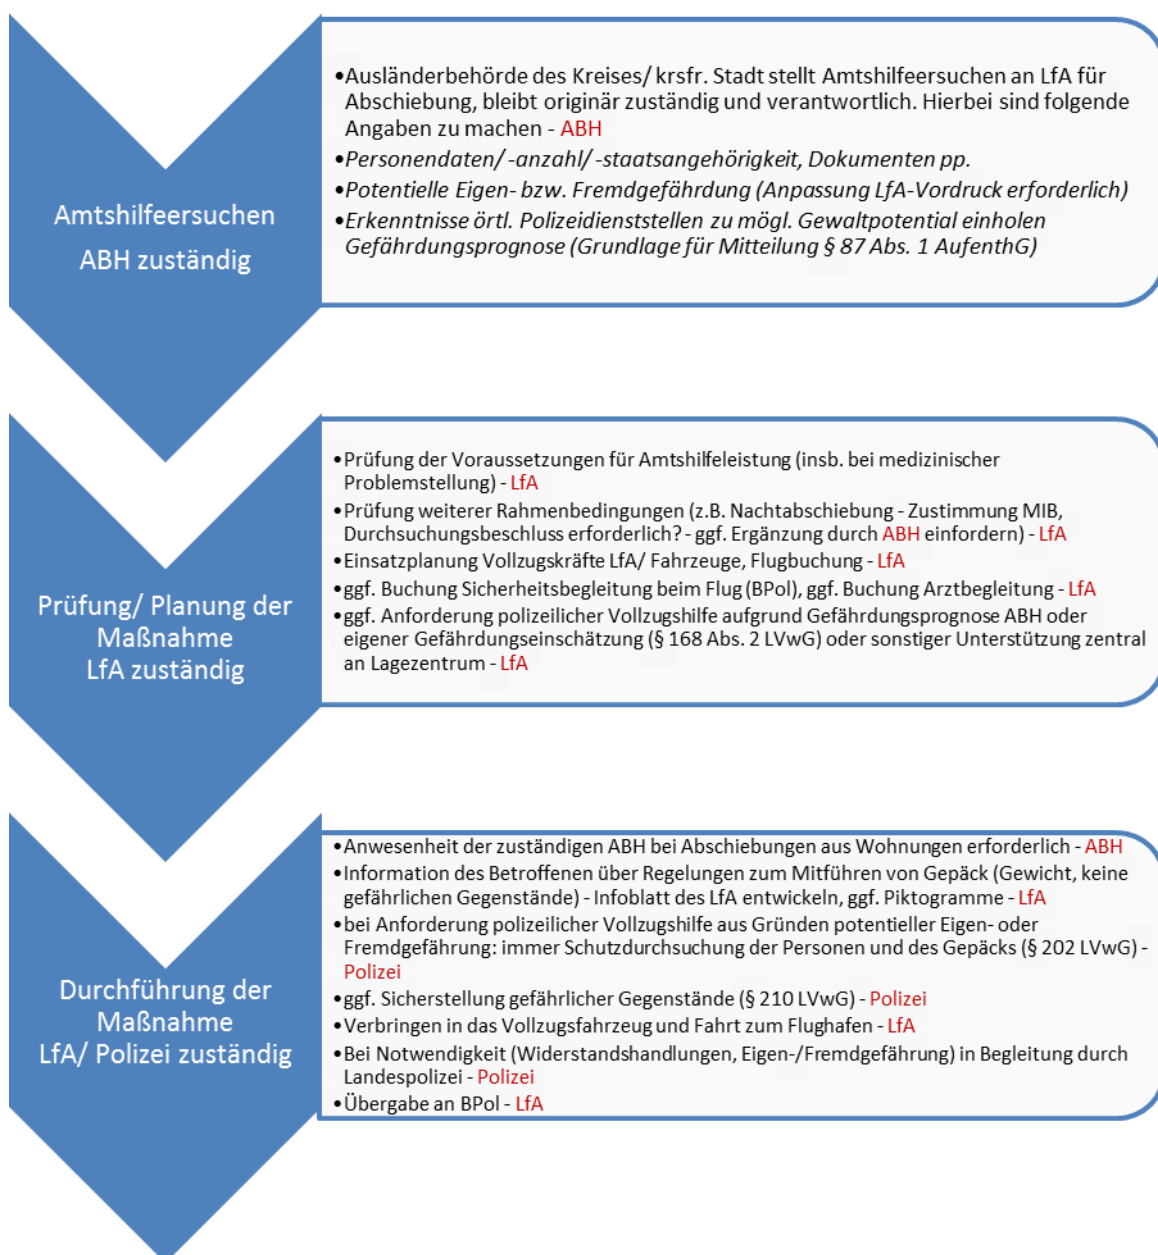 Amtshilfeersuchen
ABH zuständig
•Ausländerbehörde des Kreises/ krsfr. Stadt stellt Amtshilfeersuchen an LfA für
Abschiebung, bleibt originär zuständig und verantwortlich. Hierbei sind folgende
Angaben zu machen - ABH
•Personendaten/ -anzahl/ -staatsangehörigkeit, Dokumenten pp.
•Potentielle Eigen- bzw. Fremdgefährdung (Anpassung LfA-Vordruck erforderlich)
•Erkenntnisse örtl. Polizeidienststellen zu mögl. Gewaltpotential einholen
Gefährdungsprognose (Grundlage für Mitteilung § 87 Abs. 1 AufenthG)
Prüfung/ Planung der
Maßnahme
LfA zuständig
•Prüfung der Voraussetzungen für Amtshilfeleistung (insb. bei medizinischer
Problemstellung) - LfA
•Prüfung weiterer Rahmenbedingungen (z.B. Nachtabschiebung - Zustimmung MIB,
Durchsuchungsbeschluss erforderlich? - ggf. Ergänzung durch ABH einfordern) - LfA
•Einsatzplanung Vollzugskräfte LfA/ Fahrzeuge, Flugbuchung - LfA
•ggf. Buchung Sicherheitsbegleitung beim Flug (BPol), ggf. Buchung Arztbegleitung - LfA
•ggf. Anforderung polizeilicher Vollzugshilfe aufgrund Gefährdungsprognose ABH oder
eigener Gefährdungseinschätzung (§ 168 Abs. 2 LVwG) oder sonstiger Unterstützung zentral
an Lagezentrum - LfA
Durchführung der
Maßnahme
LfA/ Polizei zuständig
•Anwesenheit der zuständigen ABH bei Abschiebungen aus Wohnungen erforderlich - ABH
•Information des Betroffenen über Regelungen zum Mitführen von Gepäck (Gewicht, keine
gefährlichen Gegenstände) - Infoblatt des LfA entwickeln, ggf. Piktogramme - LfA
•bei Anforderung polizeilicher Vollzugshilfe aus Gründen potentieller Eigen- oder
Fremdgefährung: immer Schutzdurchsuchung der Personen und des Gepäcks (§ 202 LVwG) -
Polizei
•ggf. Sicherstellung gefährlicher Gegenstände (§ 210 LVwG) - Polizei
•Verbringen in das Vollzugsfahrzeug und Fahrt zum Flughafen - LfA
•Bei Notwendigkeit (Widerstandshandlungen, Eigen-/Fremdgefährung) in Begleitung durch
Landespolizei - Polizei
•Übergabe an BPol - LfA